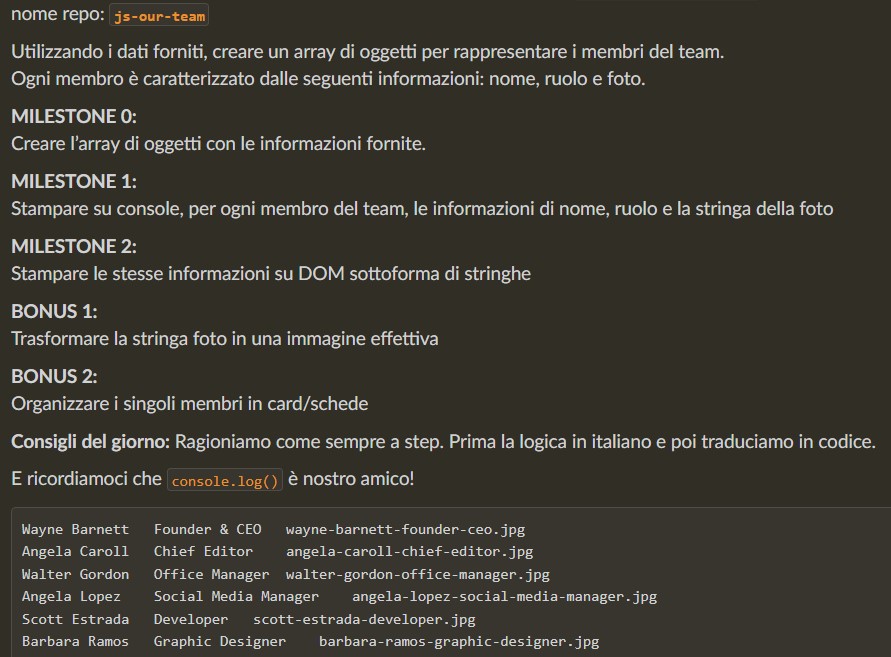 nome repo: js-our-team
Utilizzando i dati forniti, creare un array di oggetti per rappresentare i membri del team.
Ogni membro è caratterizzato dalle seguenti informazioni: nome, ruolo e foto.
MILESTONE 0:
Creare l’array di oggetti con le informazioni fornite.
MILESTONE 1:
Stampare su console, per ogni membro del team, le informazioni di nome, ruolo e la stringa della foto
MILESTONE 2:
Stampare le stesse informazioni su DOM sottoforma di stringhe
BONUS 1:
Trasformare la stringa foto in una immagine effettiva
BONUS 2:
Organizzare i singoli membri in card/schede
Consigli del giorno: Ragioniamo come sempre a step. Prima la logica in italiano e poi traduciamo in codice.
E ricordiamoci che console.log() è nostro amico!
Wayne Barnett   Founder & CEO   wayne-barnett-founder-ceo.jpg
Angela Caroll   Chief Editor    angela-caroll-chief-editor.jpg
Walter Gordon   Office Manager  walter-gordon-office-manager.jpg
Angela Lopez    Social Media Manager    angela-lopez-social-media-manager.jpg
Scott Estrada   Developer   scott-estrada-developer.jpg
Barbara Ramos   Graphic Designer    barbara-ramos-graphic-designer.jpg